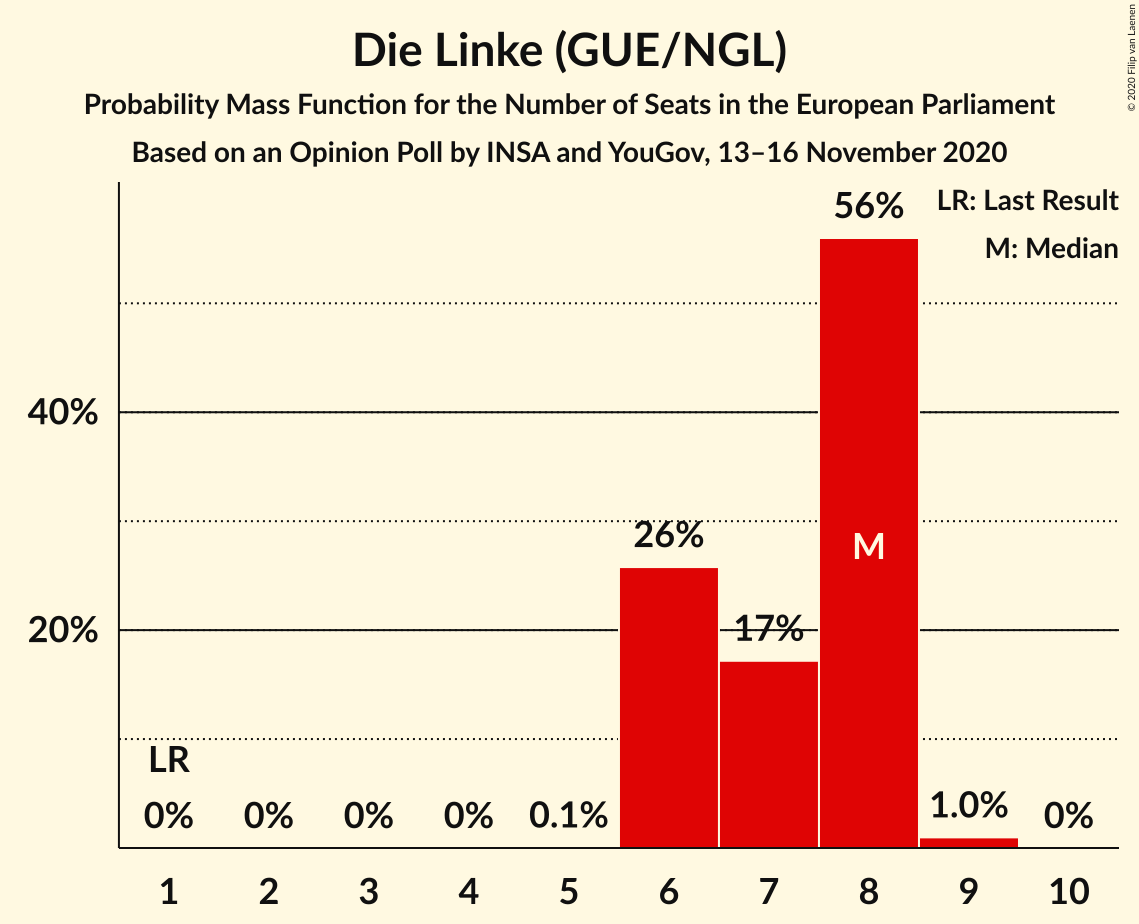 Die Linke (GUE/NGL)
Probability Mass Function for the Number of Seats in the European Parliament
Based on an Opinion Poll by INSA and YouGov, 13–16 November 2020
© 2020 Filip van Laenen
LR: Last Result
M: Median
56%
40%
26%
M
20%
17%
LR
0% 0% 0% 0% 0.1% 1.0% 0%
1 2 3 4 5 6 7 8 9 10